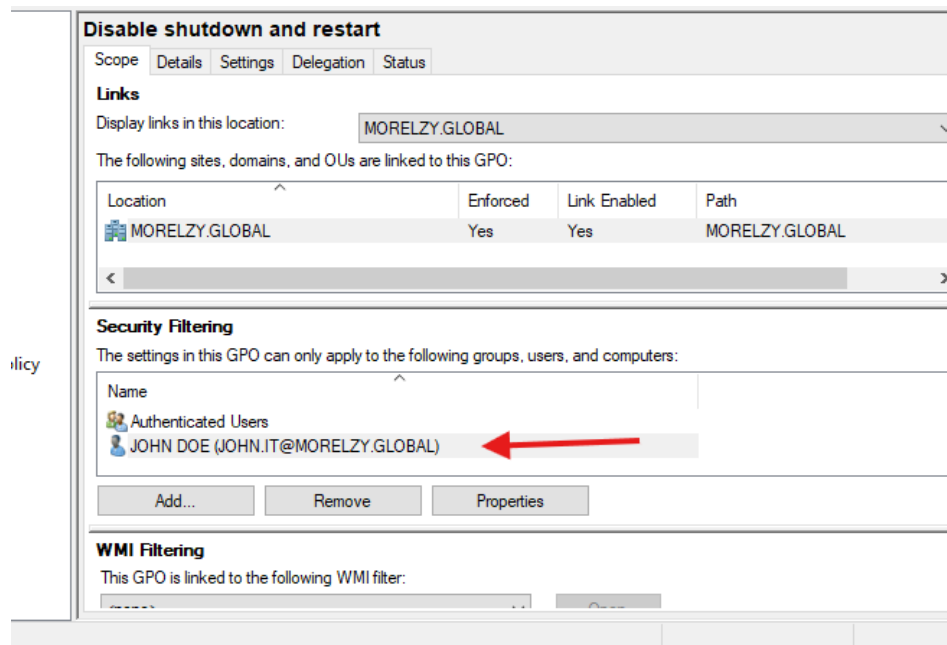 Disable shutdown and restart
Scope Details Settings Delegation Status
Links
Display links in this location: MORELZY.GLOBAL
The following sites, domains, and OUs are linked to this GPO:
Location Enforced Link Enabled Path
MORELZY.GLOBAL Yes Yes MORELZY.GLOBAL
Security Filtering
The settings in this GPO can only apply to the following groups, users, and computers:
olicy
Name
Authenticated Users
JOHN DOE (JOHN.IT@MORELZY.GLOBAL)
Add... Remove Properties
WMI Filtering
This GPO is linked to the following WMI filter: